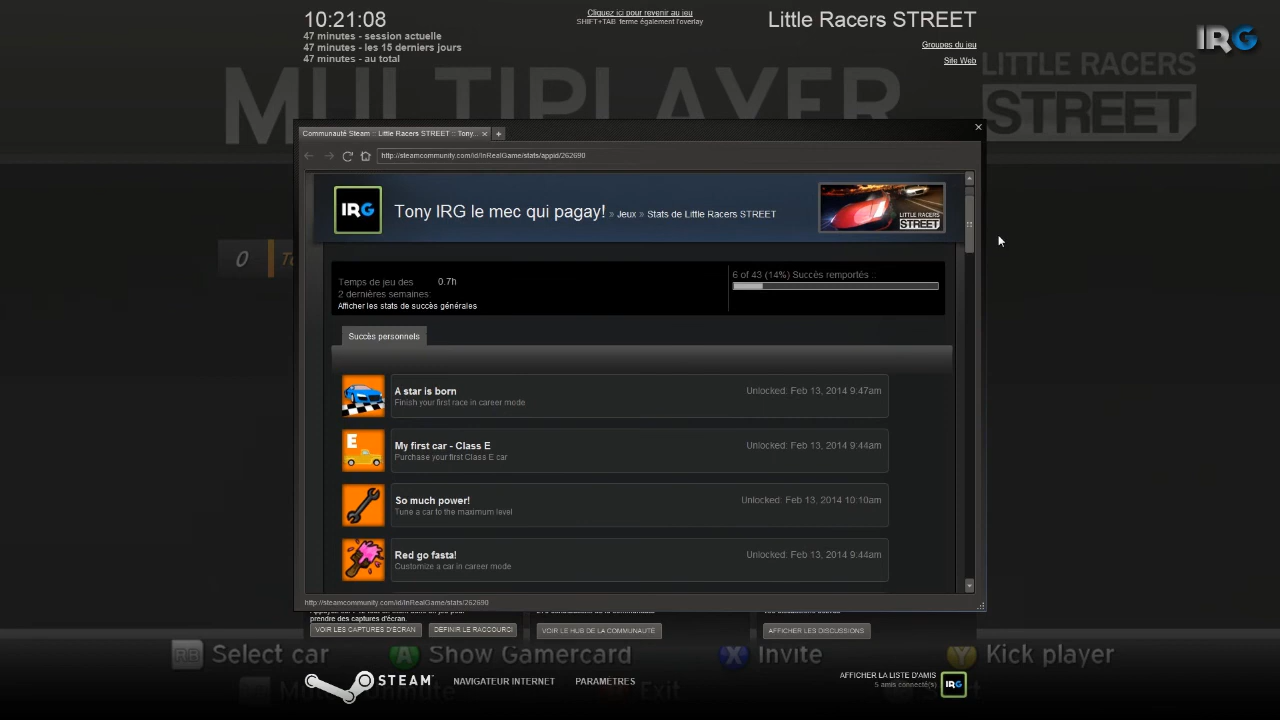 10:21:08
47 minutes - session actuelle
47 minutes - les 15 derniers jours
47 minutes - au total
Cliquez ici pour revenir au jeu
SHIFT+TAB ferme également l'overlay
Little Racers STREET
Groupes du jeu
Site Web
IRG
MULTIPLAYER
LITTLE RACERS
STREET
Communauté Steam :: Little Racers STREET :: Tony...
http://steamcommunity.com/id/InRealGame/stats/appid/262690
IRG
Tony IRG le mec qui pagay! » Jeux » Stats de Little Racers STREET
LITTLE RACERS
STREET
0
Temps de jeu des
2 dernières semaines:
0.7h
Afficher les stats de succès générales
6 of 43 (14%) Succès remportés ::
Succès personnels
A star is born
Finish your first race in career mode
Unlocked: Feb 13, 2014 9:47am
E
My first car - Class E
Purchase your first Class E car
Unlocked: Feb 13, 2014 9:44am
So much power!
Tune a car to the maximum level
Unlocked: Feb 13, 2014 10:10am
Red go fasta!
Customize a car in career mode
Unlocked: Feb 13, 2014 9:44am
http://steamcommunity.com/id/InRealGame/stats/262690
prendre des captures d'écran.
VOIR LES CAPTURES D'ÉCRAN
DÉFINIR LE RACCOURCI
VOIR LE HUB DE LA COMMUNAUTÉ
AFFICHER LES DISCUSSIONS
RB Select car
A Show Gamercard
X Invite
Y Kick player
STEAM
NAVIGATEUR INTERNET
PARAMÈTRES
Exit
AFFICHER LA LISTE D'AMIS
5 amis connecté(s)
IRG